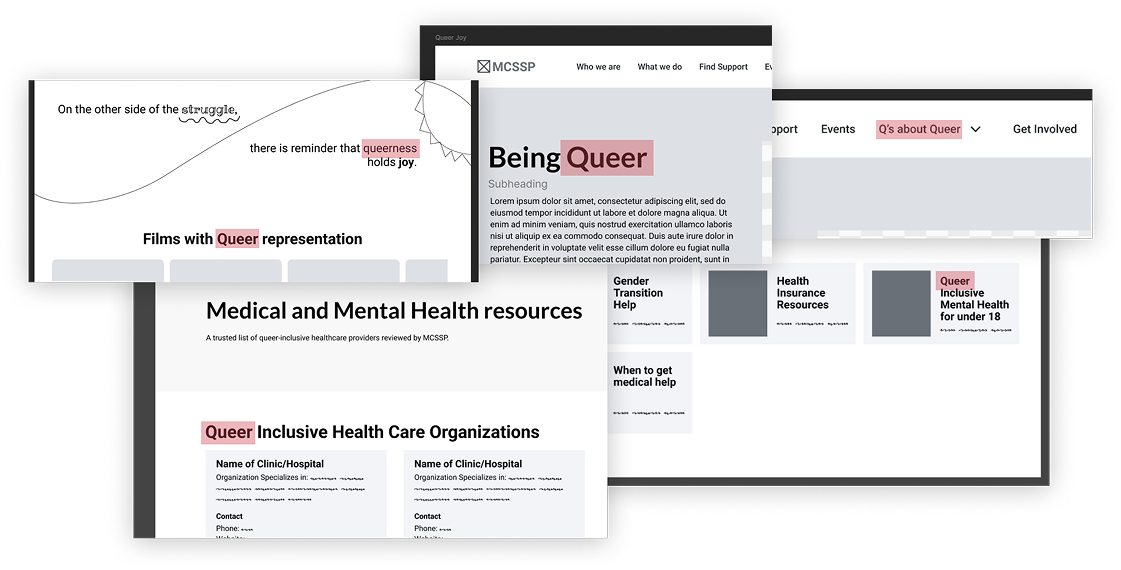 Queer Joy
MCSSP
Who we are
What we do
Find Support
On the other side of the struggle,
there is reminder that queerness
holds joy.
Films with Queer representation
Being Queer
Subheading
Lorem ipsum dolor sit amet, consectetur adipiscing elit, sed do
eiusmod tempor incididunt ut labore et dolore magna aliqua. Ut
enim ad minim veniam, quis nostrud exercitation ullamco laboris
nisi ut aliquip ex ea commodo consequat. Duis aute irure dolor in
reprehenderit in voluptate velit esse cillum dolore eu fugiat nulla
pariatur. Excepteur sint occaecat cupidatat non proident, sunt in
Events
Q's about Queer
Get Involved
Medical and Mental Health resources
A trusted list of queer-inclusive healthcare providers reviewed by MCSSP.
Queer Inclusive Health Care Organizations
Name of Clinic/Hospital
Organization Specializes in:
Contact
Phone:
Name of Clinic/Hospital
Organization Specializes in:
Contact
Phone:
Gender
Transition
Help
Health
Insurance
Resources
Queer
Inclusive
Mental Health
for under 18
When to get
medical help